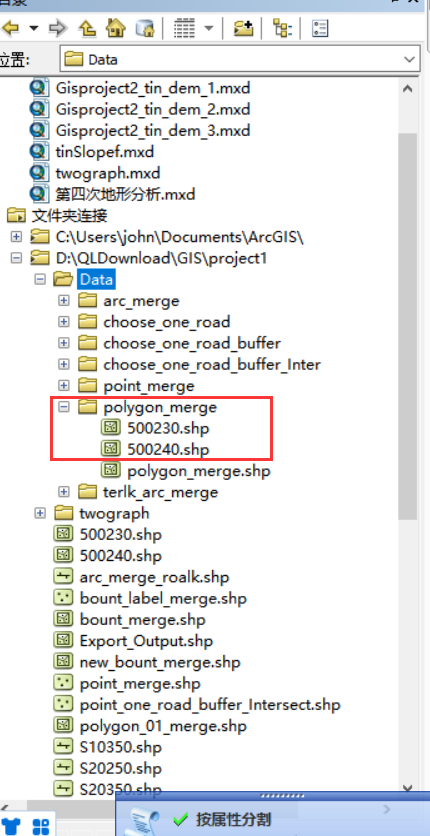 位置:
Data
Gisproject2_tin_dem_1.mxd
Gisproject2_tin_dem_2.mxd
Gisproject2_tin_dem_3.mxd
tinSlopef.mxd
twograph.mxd
第四次地形分析.mxd
文件夹连接
C:\Users\john\Documents\ArcGIS\
D:\QLDownload\GIS\project1
Data
arc_merge
choose_one_road
choose_one_road_buffer
choose_one_road_buffer_Inter
point_merge
polygon_merge
500230.shp
500240.shp
polygon_merge.shp
terlk_arc_merge
twograph
500230.shp
500240.shp
arc_merge_roalk.shp
bount_label_merge.shp
bount_merge.shp
Export_Output.shp
new_bount_merge.shp
point_merge.shp
point_one_road_buffer_Intersect.shp
polygon_01_merge.shp
S10350.shp
S20250.shp
S20350.shp
按属性分割